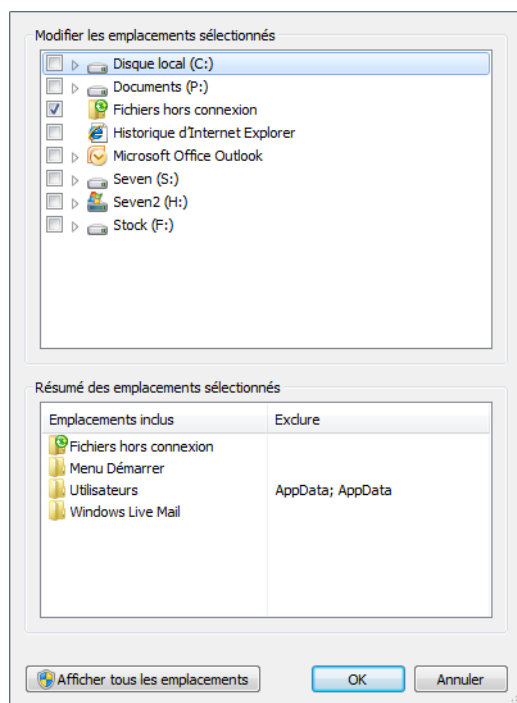 Modifier les emplacements sélectionnés
Disque local (C:)
Documents (P:)
Fichiers hors connexion
Historique d'Internet Explorer
Microsoft Office Outlook
Seven (S:)
Seven2 (H:)
Stock (F:)
Résumé des emplacements sélectionnés
Emplacements inclus Exclure
Fichiers hors connexion
Menu Démarrer
Utilisateurs AppData; AppData
Windows Live Mail
Afficher tous les emplacements OK Annuler